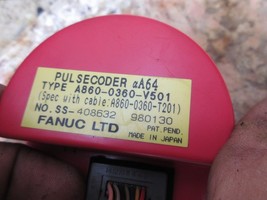 PULSECODER αA64
TYPE A860-0360-V501
(Spec with cable:A860-0360-T201)
NO. SS-408632 980130
PAT. PEND.
FANUC LTD MADE IN JAPAN